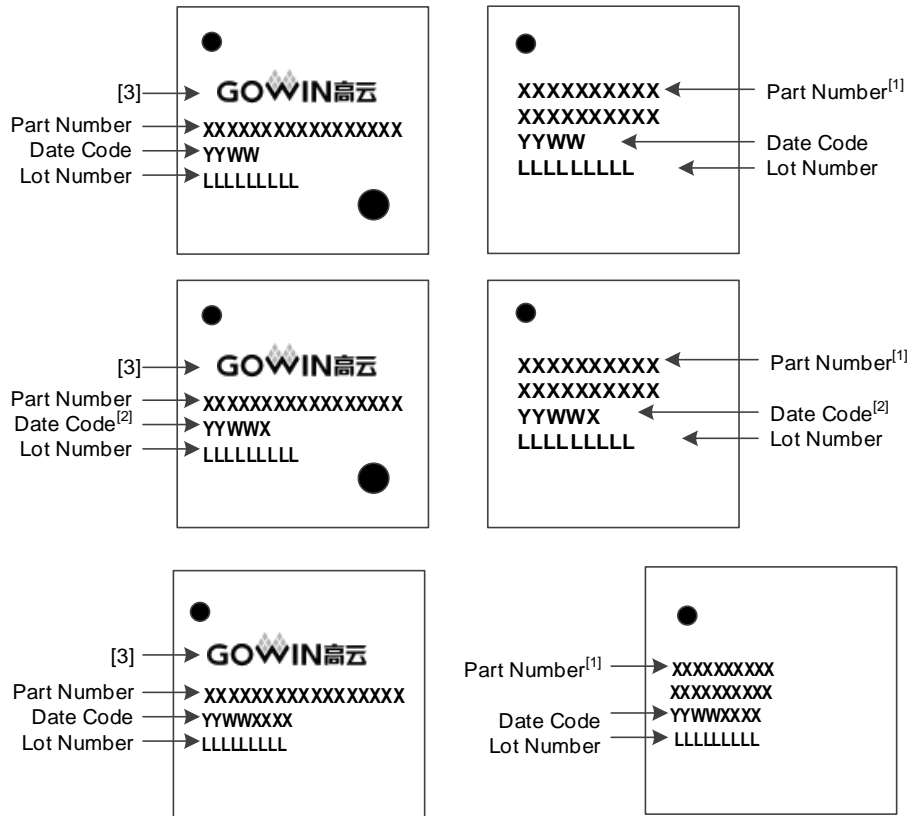 [3] GOWIN高云
Part Number XXXXXXXXXXXXXXXXX
Date Code YYWW
Lot Number LLLLLLLLL
XXXXXXXXXX Part Number[1]
XXXXXXXXXX
YYWW Date Code
LLLLLLLLL Lot Number
[3] GOWIN高云
Part Number XXXXXXXXXXXXXXXXX
Date Code[2] YYWWX
Lot Number LLLLLLLLL
XXXXXXXXXX Part Number[1]
XXXXXXXXXX
YYWWX Date Code[2]
LLLLLLLLL Lot Number
[3] GOWIN高云
Part Number XXXXXXXXXXXXXXXXX
Date Code YYWWXXXX
Lot Number LLLLLLLLL
Part Number[1] XXXXXXXXXX
XXXXXXXXXX
Date Code YYWWXXXX
Lot Number LLLLLLLLL